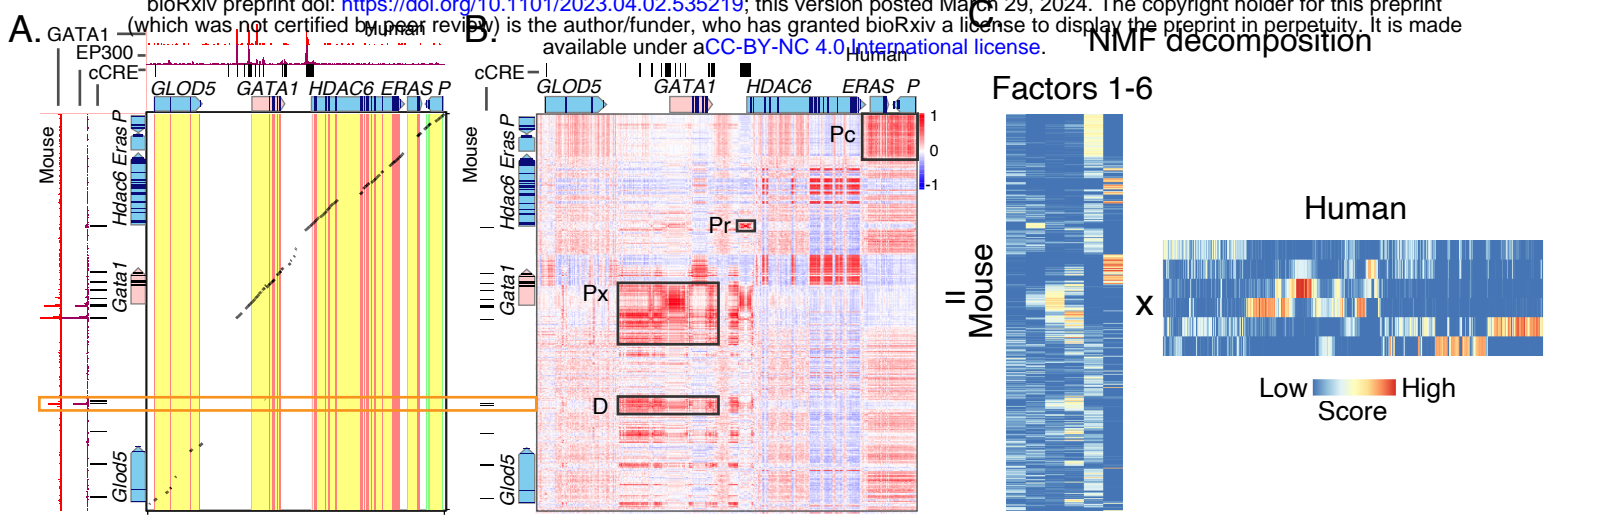 bioRxiv preprint doi: https://doi.org/10.1101/2023.04.02.535219; this version posted March 29, 2024. The copyright holder for this preprint
(which was not certified by peer review) is the author/funder, who has granted bioRxiv a license to display the preprint in perpetuity. It is made
available under aCC-BY-NC 4.0 International license.
A.
GATA1
EP300
cCRE
Human
GLOD5 GATA1 HDAC6 ERAS P
Mouse
Glod5 Gata1 Hdac6 Eras P
B.
Human
cCRE
GLOD5 GATA1 HDAC6 ERAS P
Mouse
Glod5 Gata1 Hdac6 Eras P
Pc
Pr
Px
D
1
0
-1
C.
NMF decomposition
Factors 1-6
=
Mouse
x
Human
Low High
Score